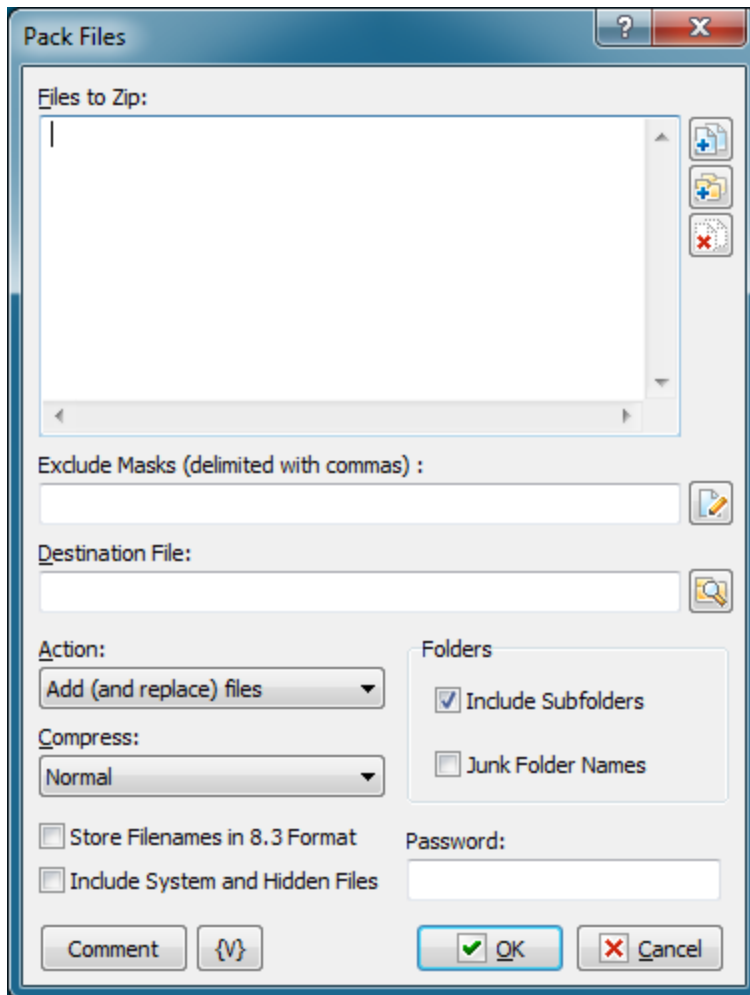 Pack Files
?
Files to Zip:
Exclude Masks (delimited with commas) :
Destination File:
Action:
Add (and replace) files
Compress:
Normal
Folders
Include Subfolders
Junk Folder Names
Store Filenames in 8.3 Format
Include System and Hidden Files
Password:
Comment
{V}
OK
Cancel